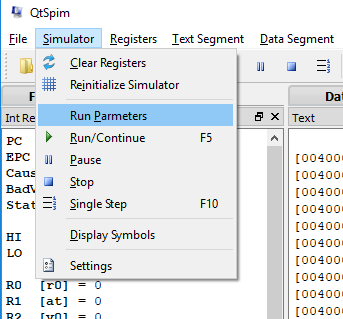 QtSpim
File Simulator Registers Text Segment Data Segment
Clear Registers
Reinitialize Simulator
Run Parmeters
Run/Continue F5
Pause
Stop
Single Step F10
Display Symbols
Settings
F
Dat
Int Re
Text
PC
EPC
Caus
BadV
Stat
HI
LO
R0 [r0] = 0
R1 [at] = 0
R2 [v0] = 0
[004000
[004000
[004000
[004000
[004000
[004000
[004000
[004000
[004000